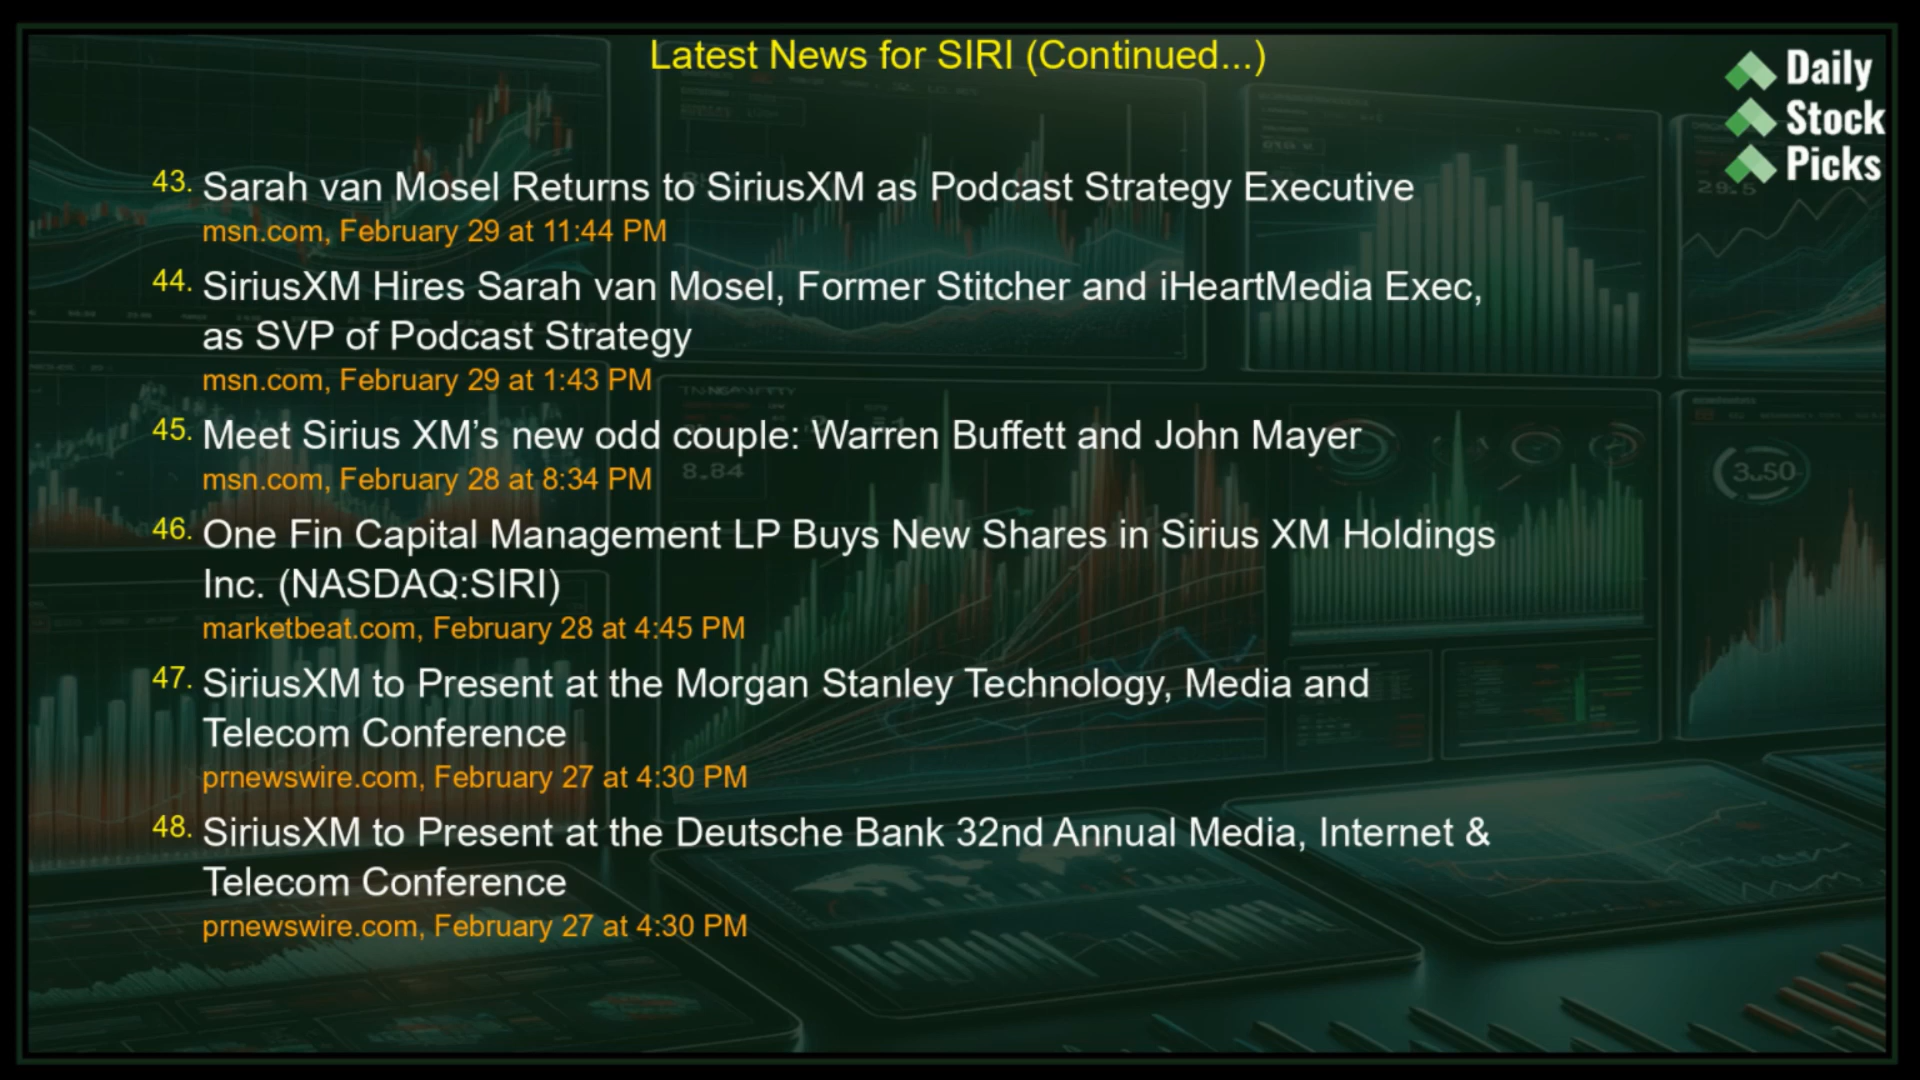 Latest News for SIRI (Continued...)
Daily
Stock
Picks
43. Sarah van Mosel Returns to SiriusXM as Podcast Strategy Executive
msn.com, February 29 at 11:44 PM
44. SiriusXM Hires Sarah van Mosel, Former Stitcher and iHeartMedia Exec,
as SVP of Podcast Strategy
msn.com, February 29 at 1:43 PM
45. Meet Sirius XM’s new odd couple: Warren Buffett and John Mayer
msn.com, February 28 at 8:34 PM
46. One Fin Capital Management LP Buys New Shares in Sirius XM Holdings
Inc. (NASDAQ:SIRI)
marketbeat.com, February 28 at 4:45 PM
47. SiriusXM to Present at the Morgan Stanley Technology, Media and
Telecom Conference
prnewswire.com, February 27 at 4:30 PM
48. SiriusXM to Present at the Deutsche Bank 32nd Annual Media, Internet &
Telecom Conference
prnewswire.com, February 27 at 4:30 PM
8.84